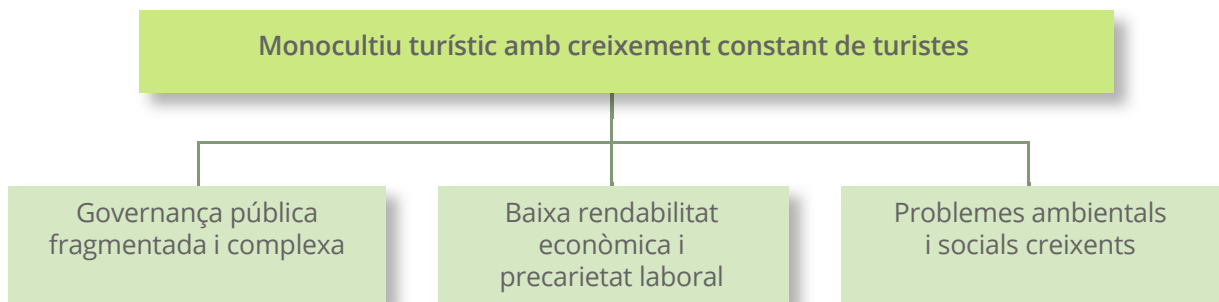 Monocultiu turístic amb creixement constant de turistes
Governança pública
fragmentada i complexa
Baixa rendabilitat
econòmica i
precarietat laboral
Problemes ambientals
i socials creixents